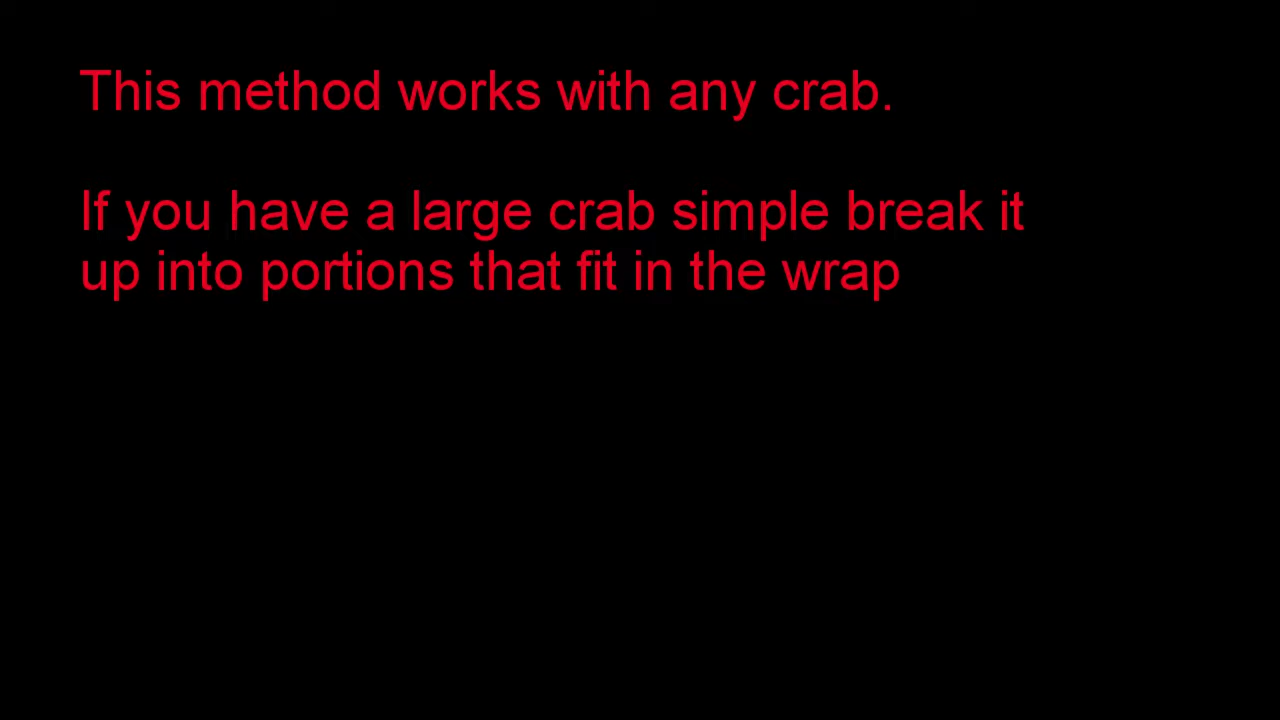 This method works with any crab.
If you have a large crab simple break it
up into portions that fit in the wrap